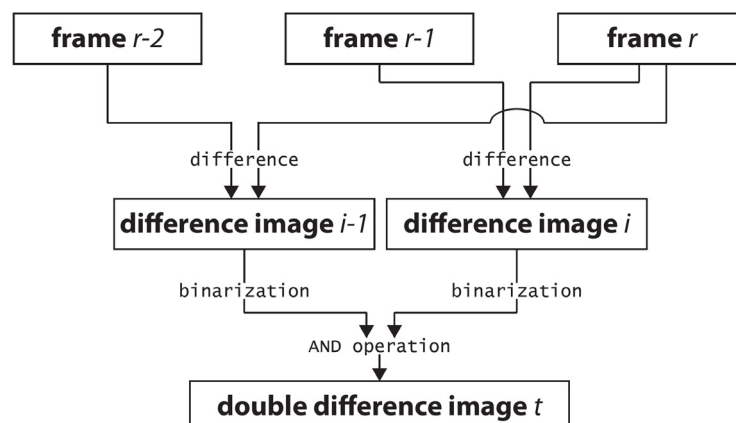 frame r-2
frame r-1
frame r
difference
difference
difference image i-1
difference image i
binarization
binarization
AND operation
double difference image t